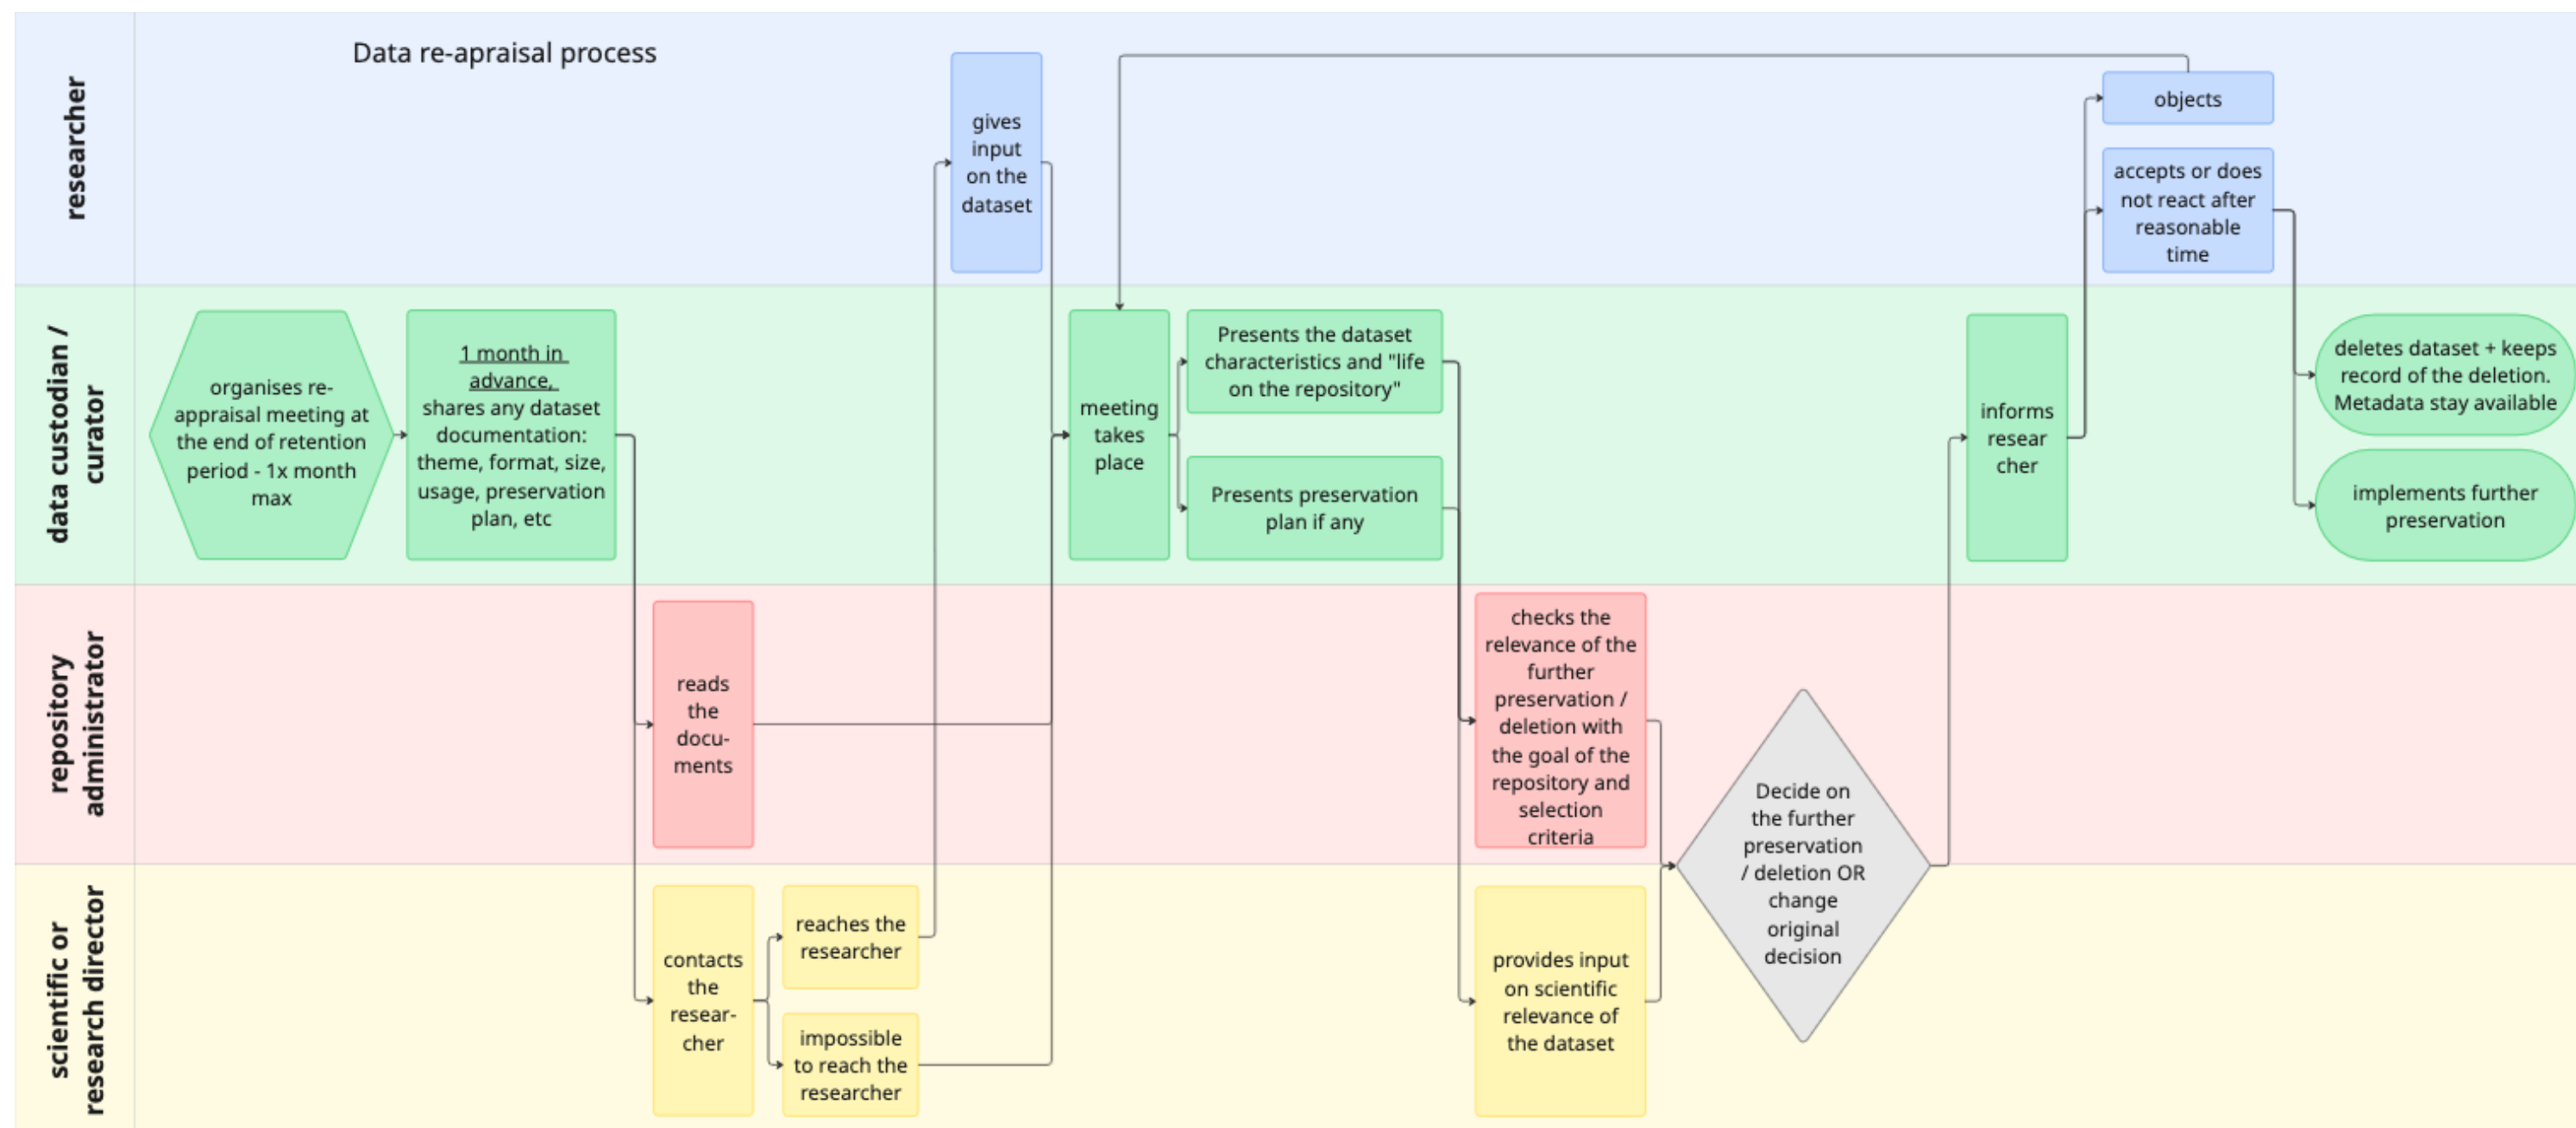 Data re-apraisal process
researcher
gives
input
on the
dataset
objects
accepts or does
not react after
reasonable
time
data custodian /
curator
organises re-
appraisal meeting at
the end of retention
period - 1x month
max
1 month in
advance,
shares any dataset
documentation:
theme, format, size,
usage, preservation
plan, etc
meeting
takes
place
Presents the dataset
characteristics and "life
on the repository"
Presents preservation
plan if any
informs
resear
cher
deletes dataset + keeps
record of the deletion.
Metadata stay available
implements further
preservation
repository
administrator
reads
the
docu-
ments
checks the
relevance of the
further
preservation /
deletion with
the goal of the
repository and
selection
criteria
Decide on
the further
preservation
/ deletion OR
change
original
decision
scientific or
research director
contacts
the
resear-
cher
reaches the
researcher
impossible
to reach the
researcher
provides input
on scientific
relevance of
the dataset